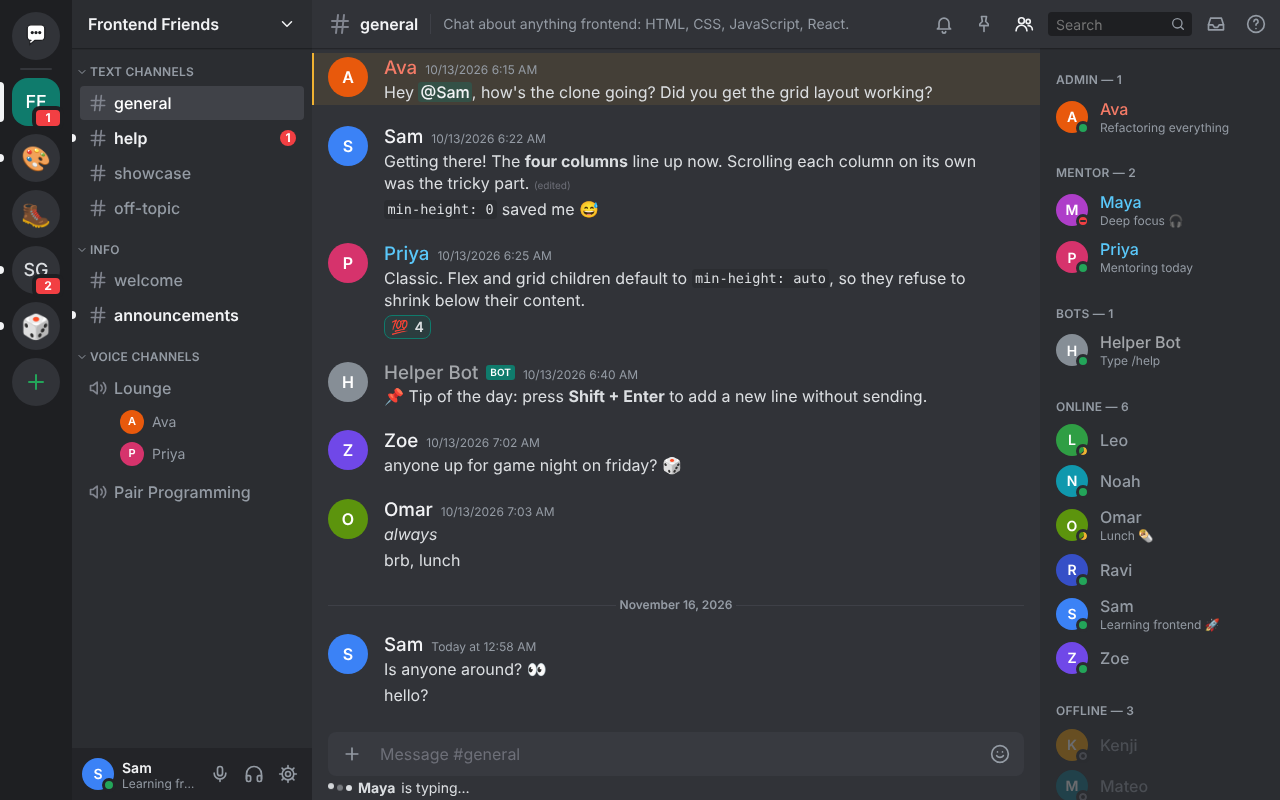 FF
1
SG
2
Frontend Friends
TEXT CHANNELS
general
help
1
showcase
off-topic
INFO
welcome
announcements
VOICE CHANNELS
Lounge
A Ava
P Priya
Pair Programming
S
Sam
Learning fr...
# general
Chat about anything frontend: HTML, CSS, JavaScript, React.
Search
A
Ava 10/13/2026 6:15 AM
Hey @Sam, how's the clone going? Did you get the grid layout working?
S
Sam 10/13/2026 6:22 AM
Getting there! The four columns line up now. Scrolling each column on its own
was the tricky part. (edited)
min-height: 0 saved me 😅
P
Priya 10/13/2026 6:25 AM
Classic. Flex and grid children default to min-height: auto, so they refuse to
shrink below their content.
💯 4
H
Helper Bot BOT 10/13/2026 6:40 AM
📌 Tip of the day: press Shift + Enter to add a new line without sending.
Z
Zoe 10/13/2026 7:02 AM
anyone up for game night on friday? 🎲
O
Omar 10/13/2026 7:03 AM
always
brb, lunch
November 16, 2026
S
Sam Today at 12:58 AM
Is anyone around? 👀
hello?
Message #general
Maya is typing...
ADMIN — 1
A
Ava
Refactoring everything
MENTOR — 2
M
Maya
Deep focus 🎧
P
Priya
Mentoring today
BOTS — 1
H
Helper Bot
Type /help
ONLINE — 6
L Leo
N Noah
O
Omar
Lunch 🌯
R Ravi
S
Sam
Learning frontend 🚀
Z Zoe
OFFLINE — 3
K Kenji
M Mateo